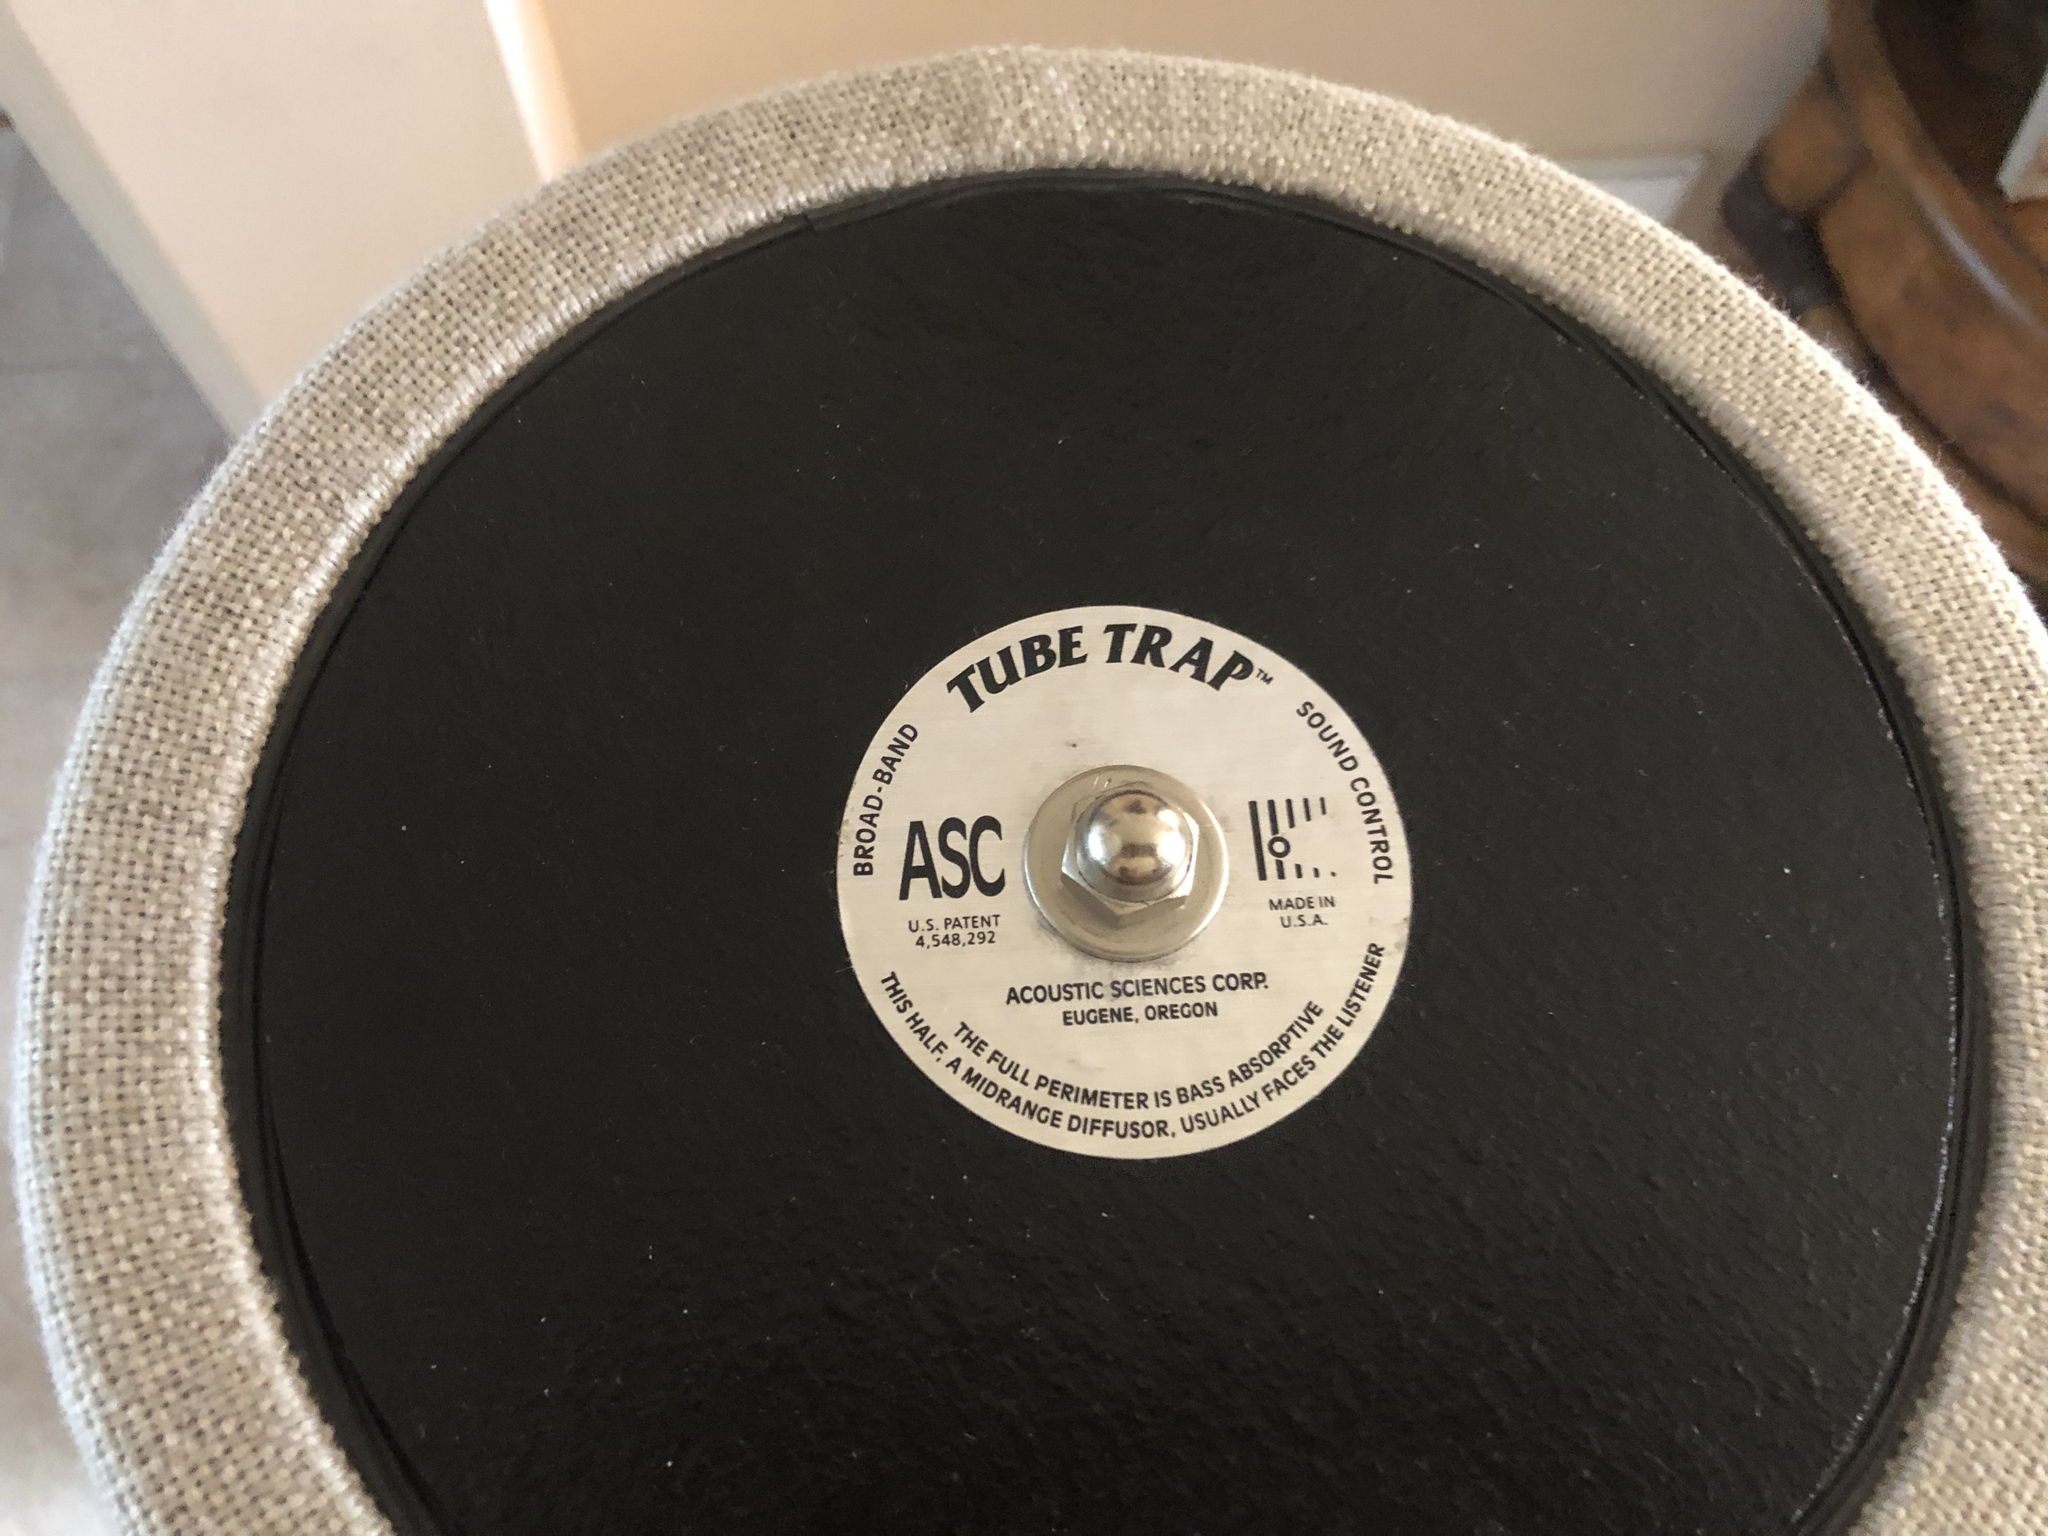 TUBE TRAP™
BROAD-BAND
SOUND CONTROL
ASC
U.S. PATENT
4,548,292
MADE IN
U.S.A.
ACOUSTIC SCIENCES CORP.
EUGENE, OREGON
THE FULL PERIMETER IS BASS ABSORPTIVE
THIS HALF, A MIDRANGE DIFFUSOR, USUALLY FACES THE LISTENER